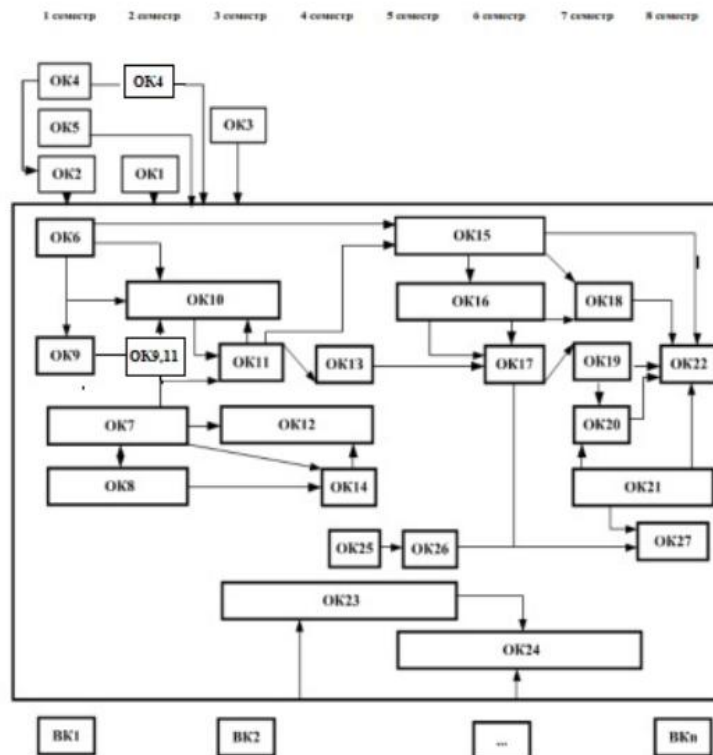 1 семестр 2 семестр 3 семестр 4 семестр 5 семестр 6 семестр 7 семестр 8 семестр
ОК4 ОК4
ОК5 ОК3
ОК2 ОК1
ОК6 ОК15
ОК10 ОК16 ОК18
ОК9 ОК9,11 ОК11 ОК13 ОК17 ОК19 ОК22
ОК7 ОК12 ОК20
ОК8 ОК14 ОК21
ОК25 ОК26 ОК27
ОК23
ОК24
ВК1 ВК2 ... ВКn